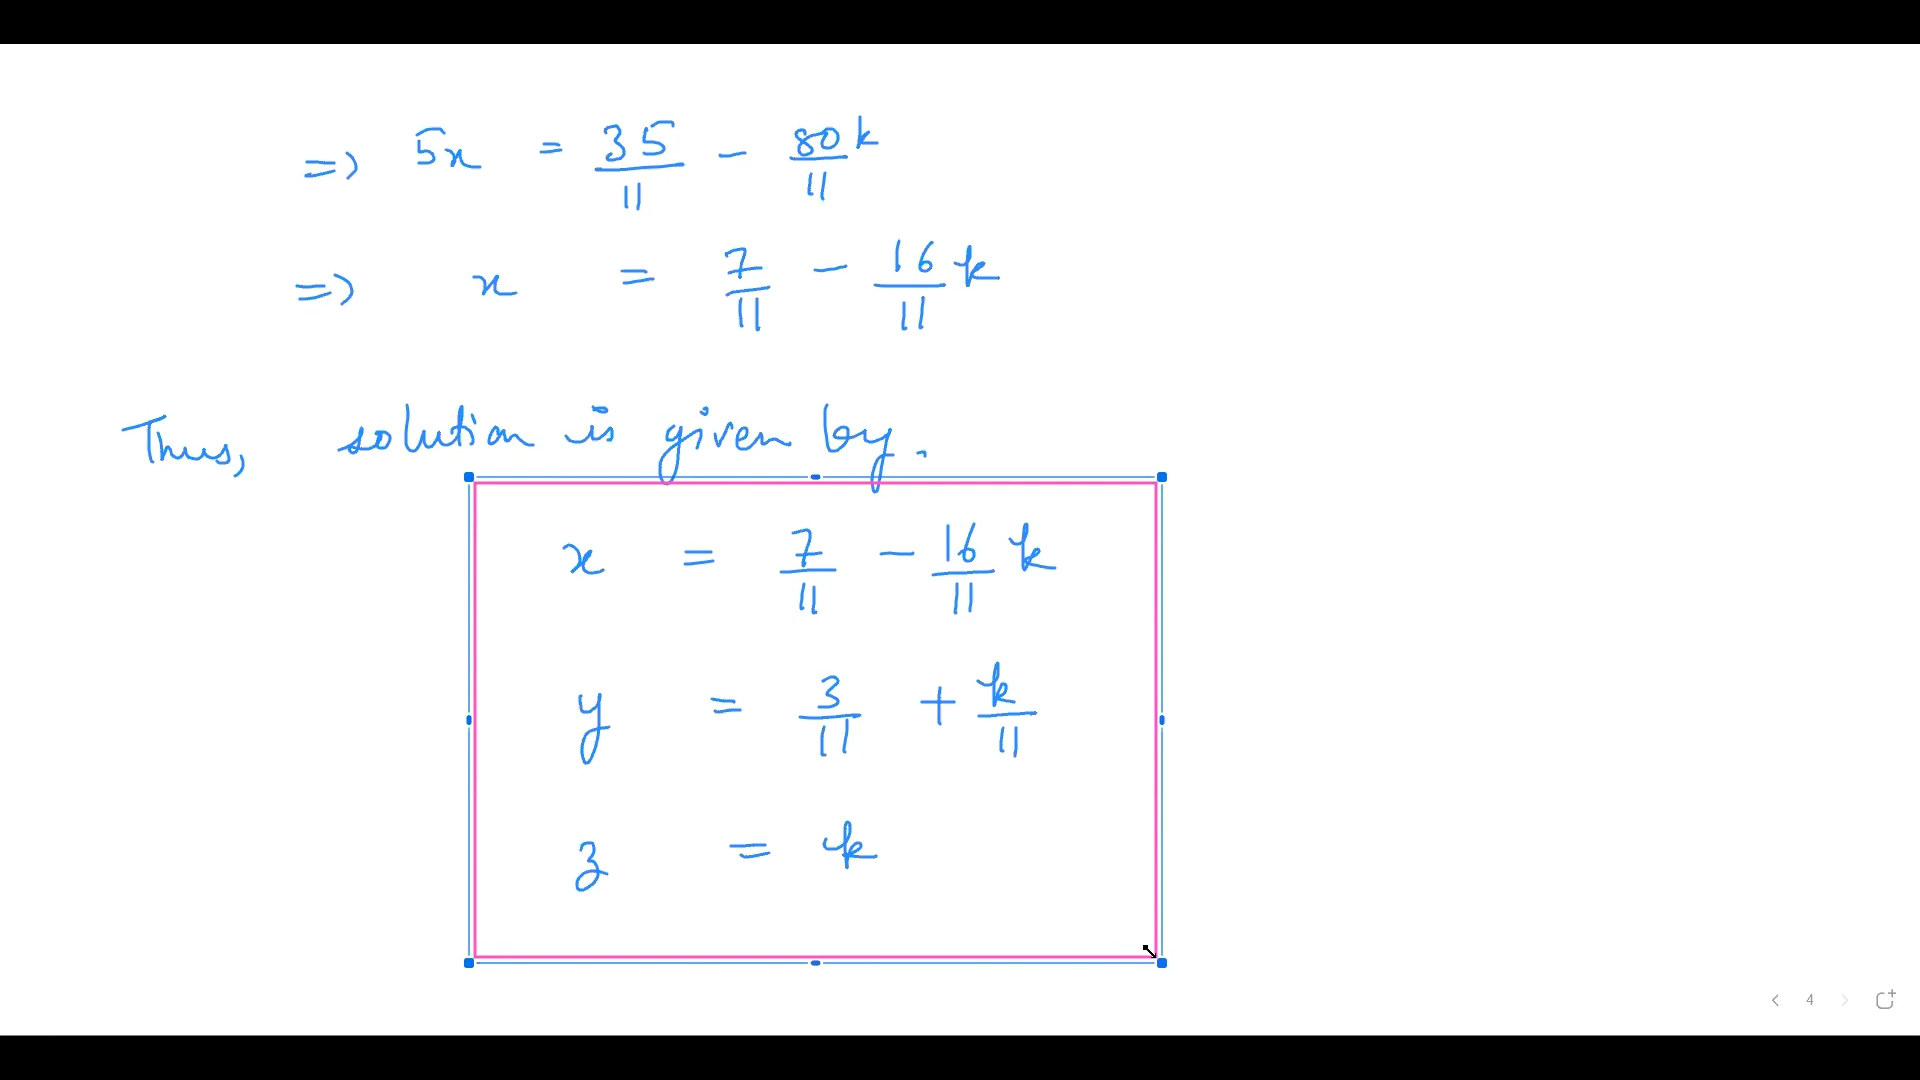 => 5x = 35/11 - 80k/11
=> x = 7/11 - 16/11 k
Thus, solution is given by.
x = 7/11 - 16/11 k
y = 3/11 + k/11
z = k
4